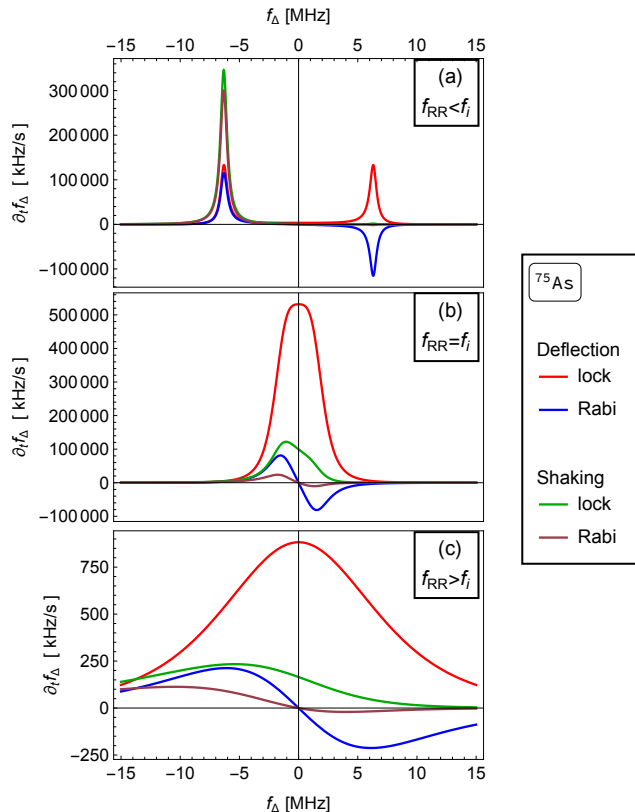 f_Δ [MHz]
−15 −10 −5 0 5 10 15
(a)
f_RR<f_i
300 000
200 000
100 000
0
−100 000
∂_t f_Δ [ kHz/s]
(b)
f_RR=f_i
500 000
400 000
300 000
200 000
100 000
0
−100 000
∂_t f_Δ [ kHz/s]
(c)
f_RR>f_i
750
500
250
0
−250
∂_t f_Δ [ kHz/s]
−15 −10 −5 0 5 10 15
f_Δ [MHz]
⁷⁵As
Deflection
lock
Rabi
Shaking
lock
Rabi